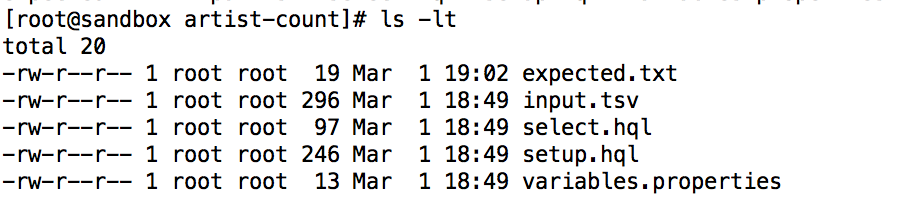 [root@sandbox artist-count]# ls -lt
total 20
-rw-r--r-- 1 root root  19 Mar  1 19:02 expected.txt
-rw-r--r-- 1 root root 296 Mar  1 18:49 input.tsv
-rw-r--r-- 1 root root  97 Mar  1 18:49 select.hql
-rw-r--r-- 1 root root 246 Mar  1 18:49 setup.hql
-rw-r--r-- 1 root root  13 Mar  1 18:49 variables.properties